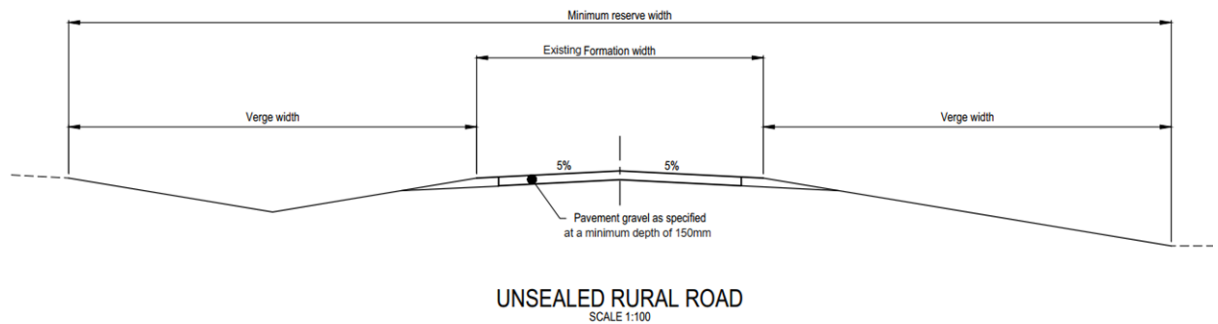 Minimum reserve width
Existing Formation width
Verge width
Verge width
5%
5%
Pavement gravel as specified
at a minimum depth of 150mm
UNSEALED RURAL ROAD
SCALE 1:100